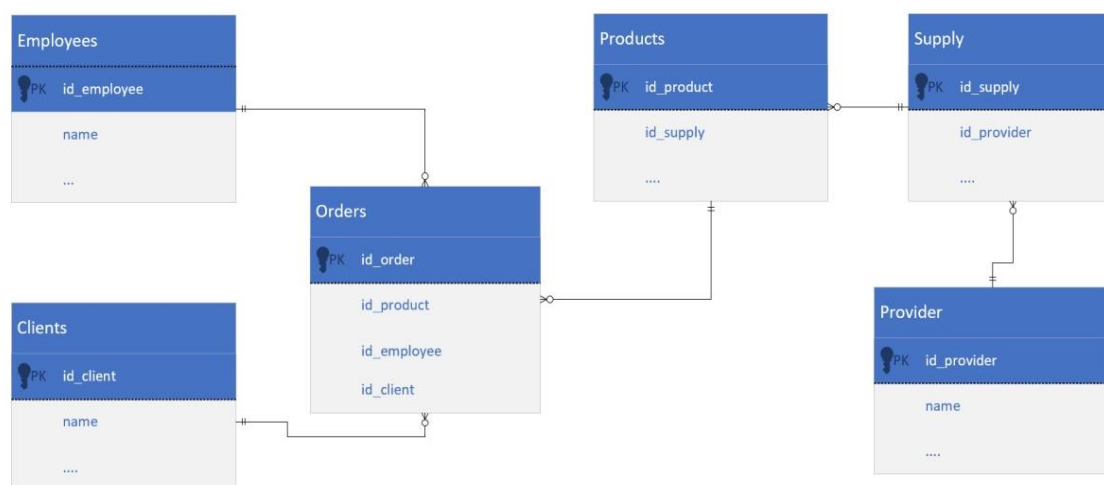 Employees
PK id_employee
name
...
Clients
PK id_client
name
....
Orders
PK id_order
id_product
id_employee
id_client
Products
PK id_product
id_supply
....
Supply
PK id_supply
id_provider
....
Provider
PK id_provider
name
....